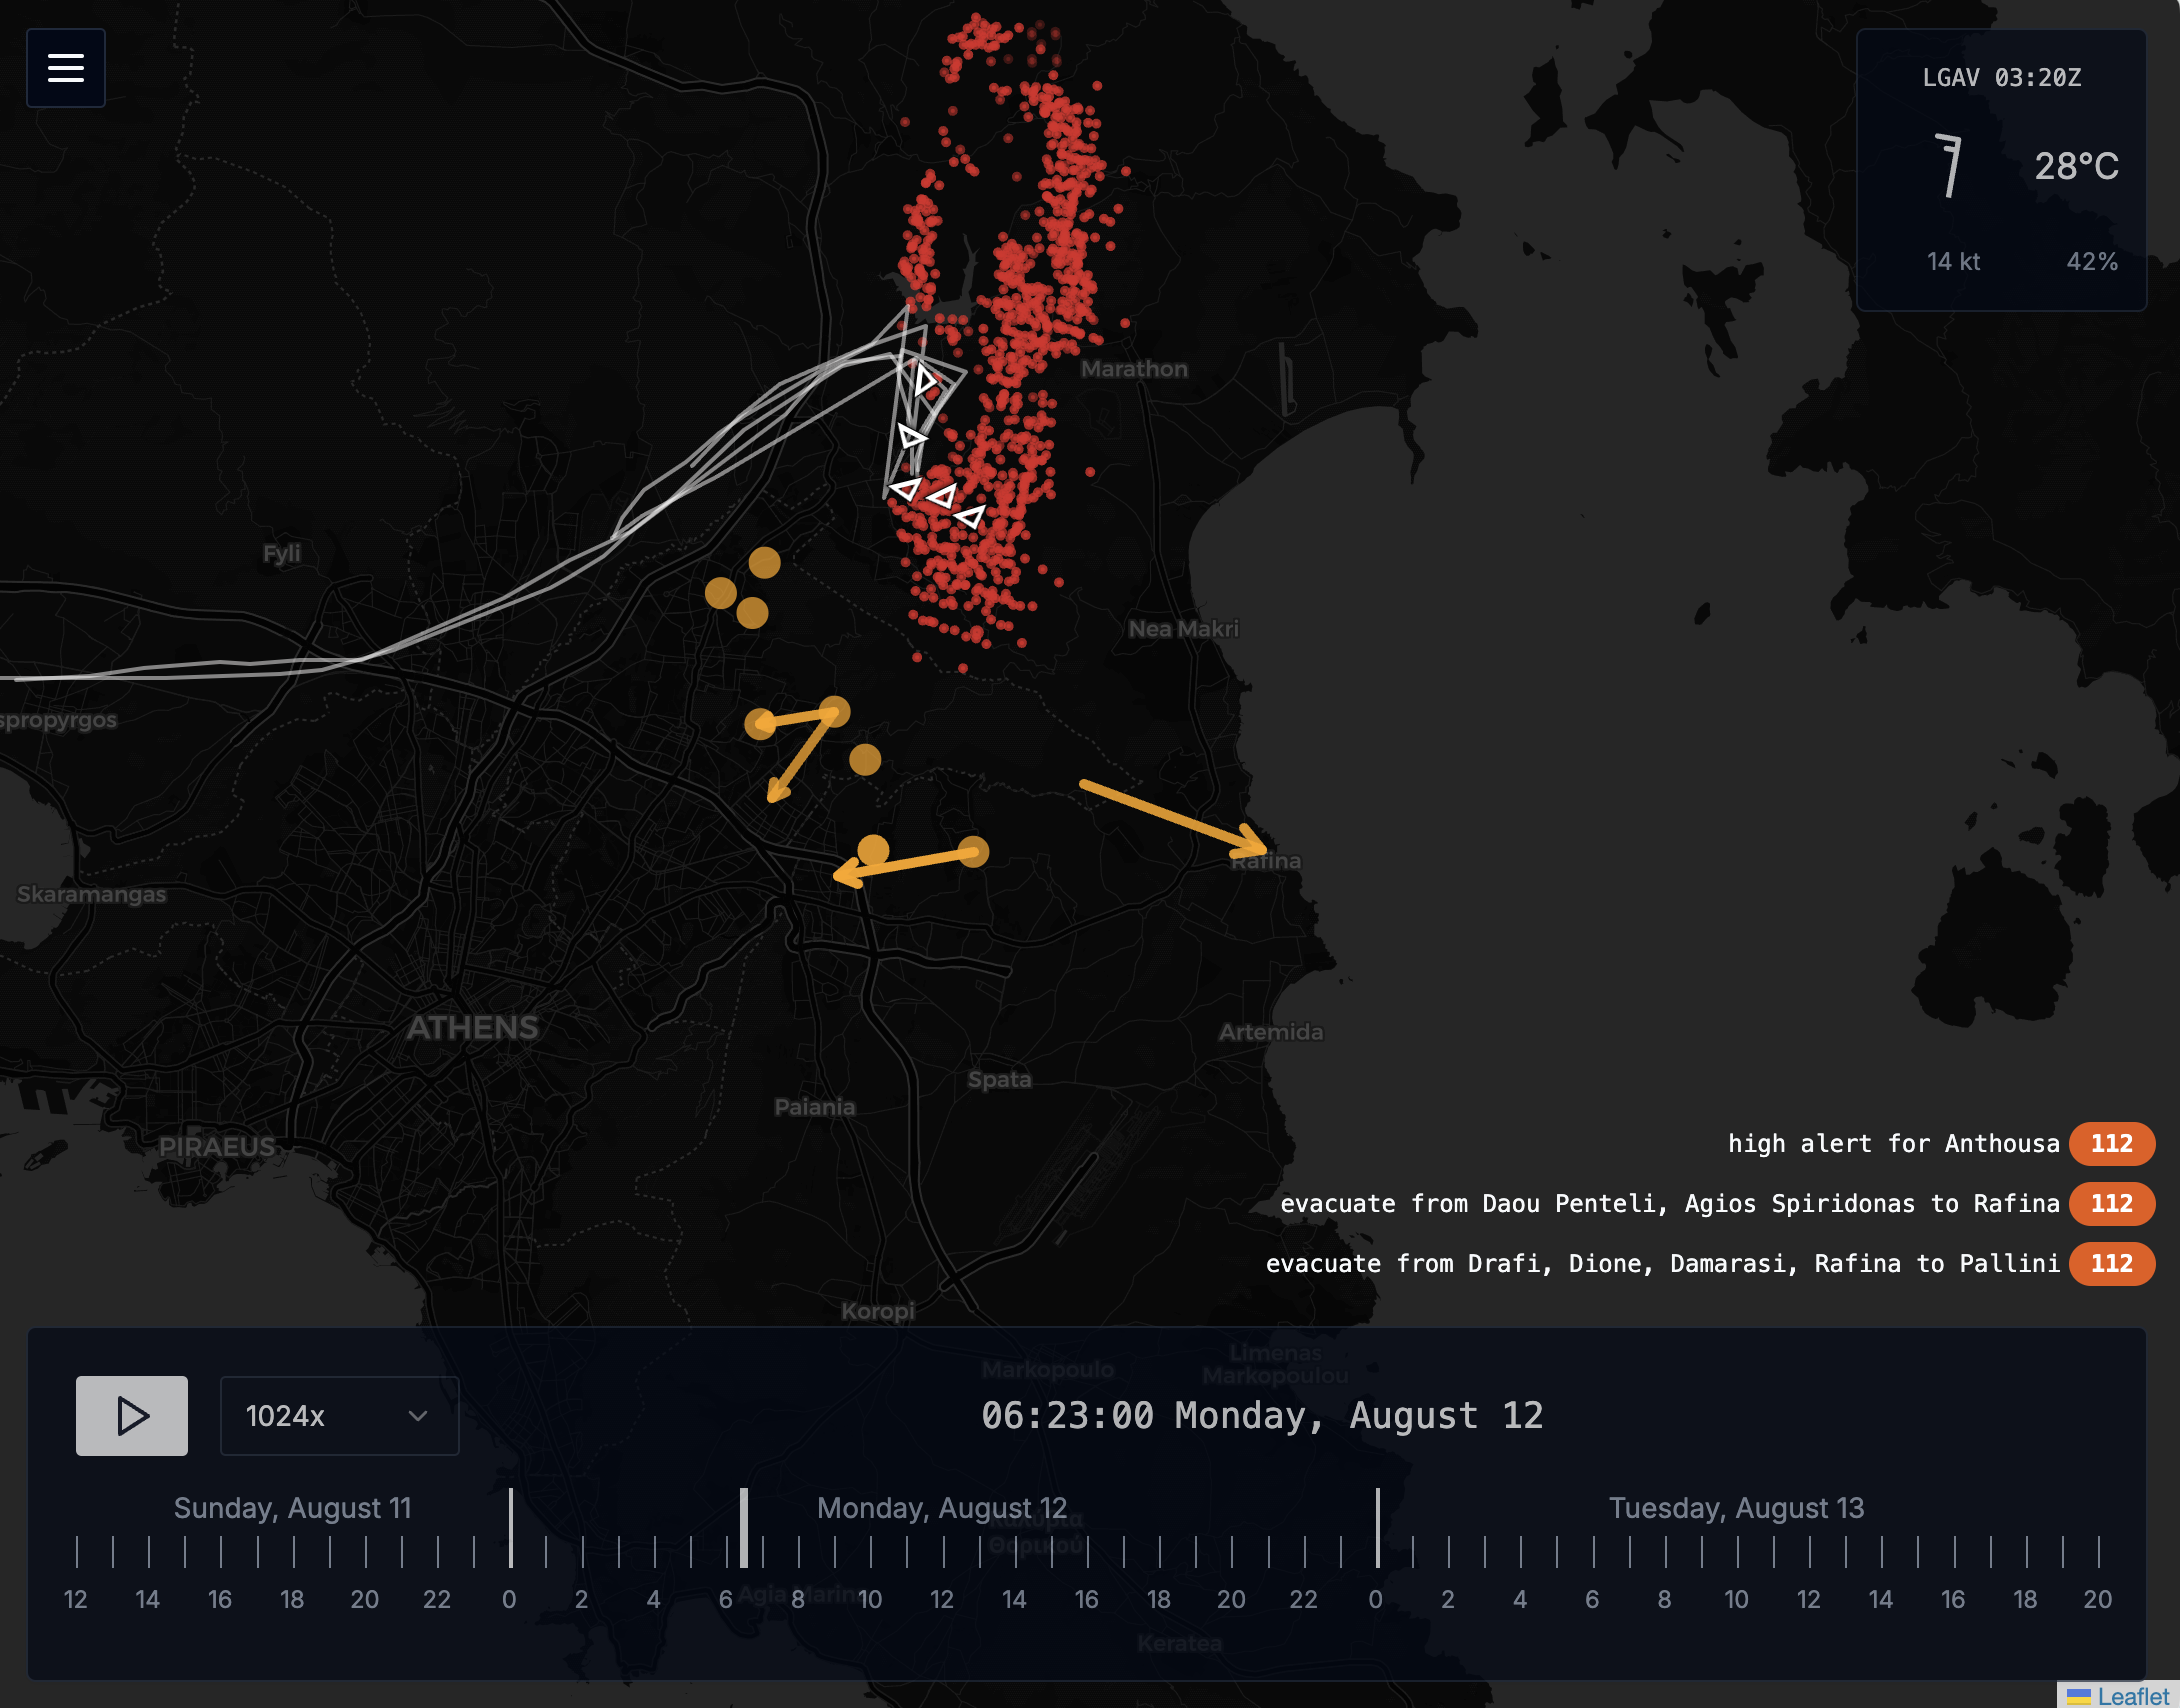 LGAV 03:20Z
28°C
14 kt
42%
Marathon
Fyli
Nea Makri
spropyrgos
Rafina
Skaramangas
ATHENS
Artemida
Spata
Paiania
PIRAEUS
high alert for Anthousa 112
evacuate from Daou Penteli, Agios Spiridonas to Rafina 112
evacuate from Drafi, Dione, Damarasi, Rafina to Pallini 112
Koropi
Limenas
Markopoulou
Markopoulo
1024x
06:23:00 Monday, August 12
Sunday, August 11
Monday, August 12
Tuesday, August 13
Θορικού
12 14 16 18 20 22 0 2 4 6 8 10 12 14 16 18 20 22 0 2 4 6 8 10 12 14 16 18 20
Agia Marina
Keratea
Leaflet